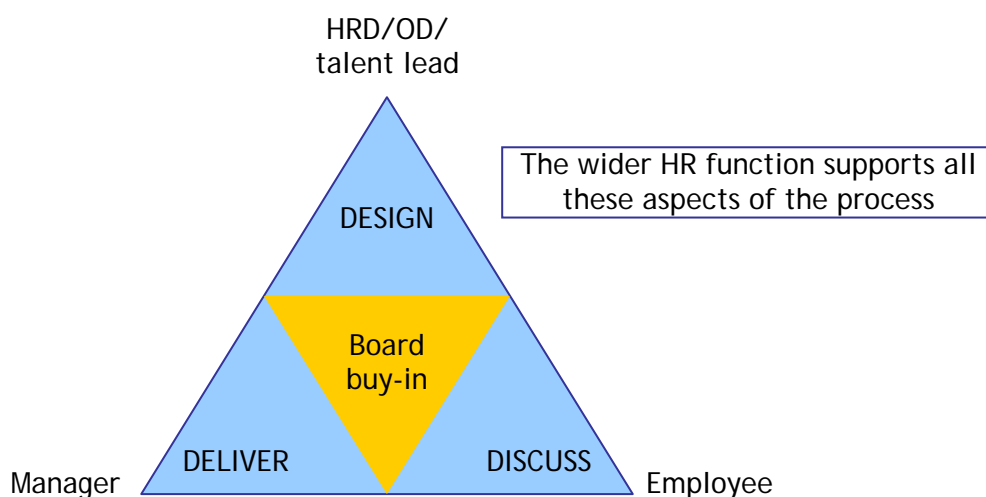 HRD/OD/
talent lead
The wider HR function supports all
these aspects of the process
DESIGN
Board
buy-in
DELIVER
DISCUSS
Manager
Employee